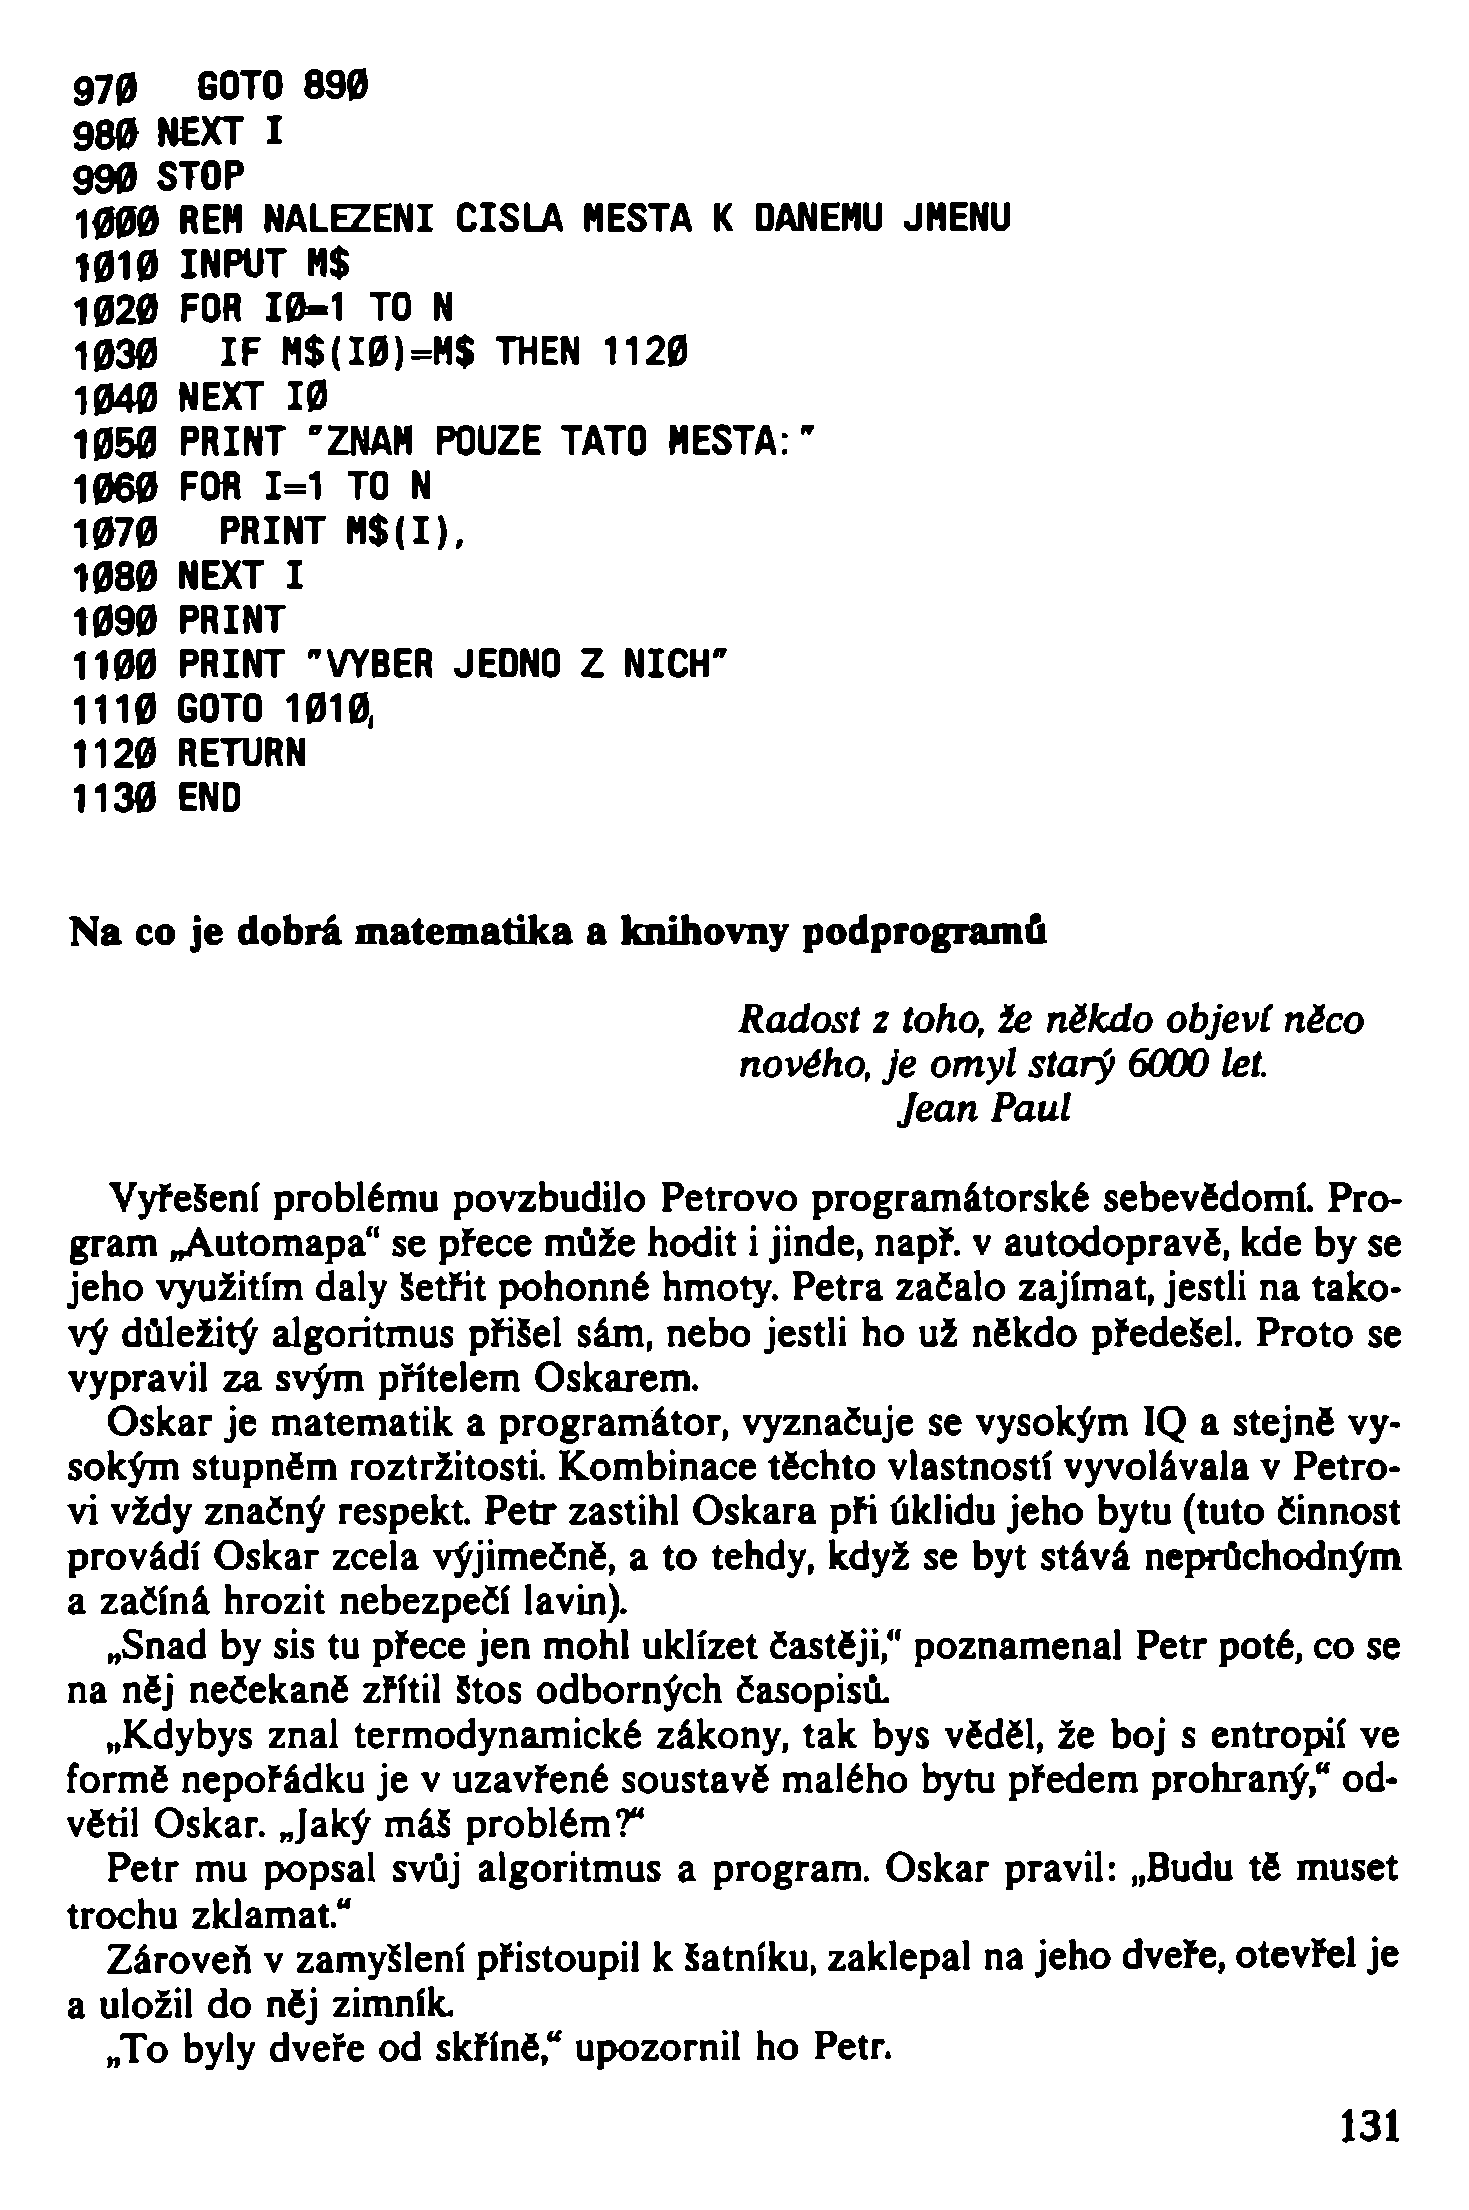 970   GOTO 890
980 NEXT I
990 STOP
1000 REM NALEZENI CISLA MESTA K DANEMU JMENU
1010 INPUT M$
1020 FOR I0=1 TO N
1030   IF M$(I0)=M$ THEN 1120
1040 NEXT I0
1050 PRINT "ZNAM POUZE TATO MESTA:"
1060 FOR I=1 TO N
1070   PRINT M$(I),
1080 NEXT I
1090 PRINT
1100 PRINT "VYBER JEDNO Z NICH"
1110 GOTO 1010
1120 RETURN
1130 END
Na co je dobrá matematika a knihovny podprogramů
Radost z toho, že někdo objeví něco
nového, je omyl starý 6000 let.
Jean Paul
Vyřešení problému povzbudilo Petrovo programátorské sebevědomí. Pro-
gram „Automapa“ se přece může hodit i jinde, např. v autodopravě, kde by se
jeho využitím daly šetřit pohonné hmoty. Petra začalo zajímat, jestli na tako-
vý důležitý algoritmus přišel sám, nebo jestli ho už někdo předešel. Proto se
vypravil za svým přítelem Oskarem.
Oskar je matematik a programátor, vyznačuje se vysokým IQ a stejně vy-
sokým stupněm roztržitosti. Kombinace těchto vlastností vyvolávala v Petro-
vi vždy značný respekt. Petr zastihl Oskara při úklidu jeho bytu (tuto činnost
provádí Oskar zcela výjimečně, a to tehdy, když se byt stává neprůchodným
a začíná hrozit nebezpečí lavin).
„Snad by sis tu přece jen mohl uklízet častěji,“ poznamenal Petr poté, co se
na něj nečekaně zřítil štos odborných časopisů.
„Kdybys znal termodynamické zákony, tak bys věděl, že boj s entropií ve
formě nepořádku je v uzavřené soustavě malého bytu předem prohraný,“ od-
větil Oskar. „Jaký máš problém?“
Petr mu popsal svůj algoritmus a program. Oskar pravil: „Budu tě muset
trochu zklamat.“
Zároveň v zamyšlení přistoupil k šatníku, zaklepal na jeho dveře, otevřel je
a uložil do něj zimník.
„To byly dveře od skříně,“ upozornil ho Petr.
131